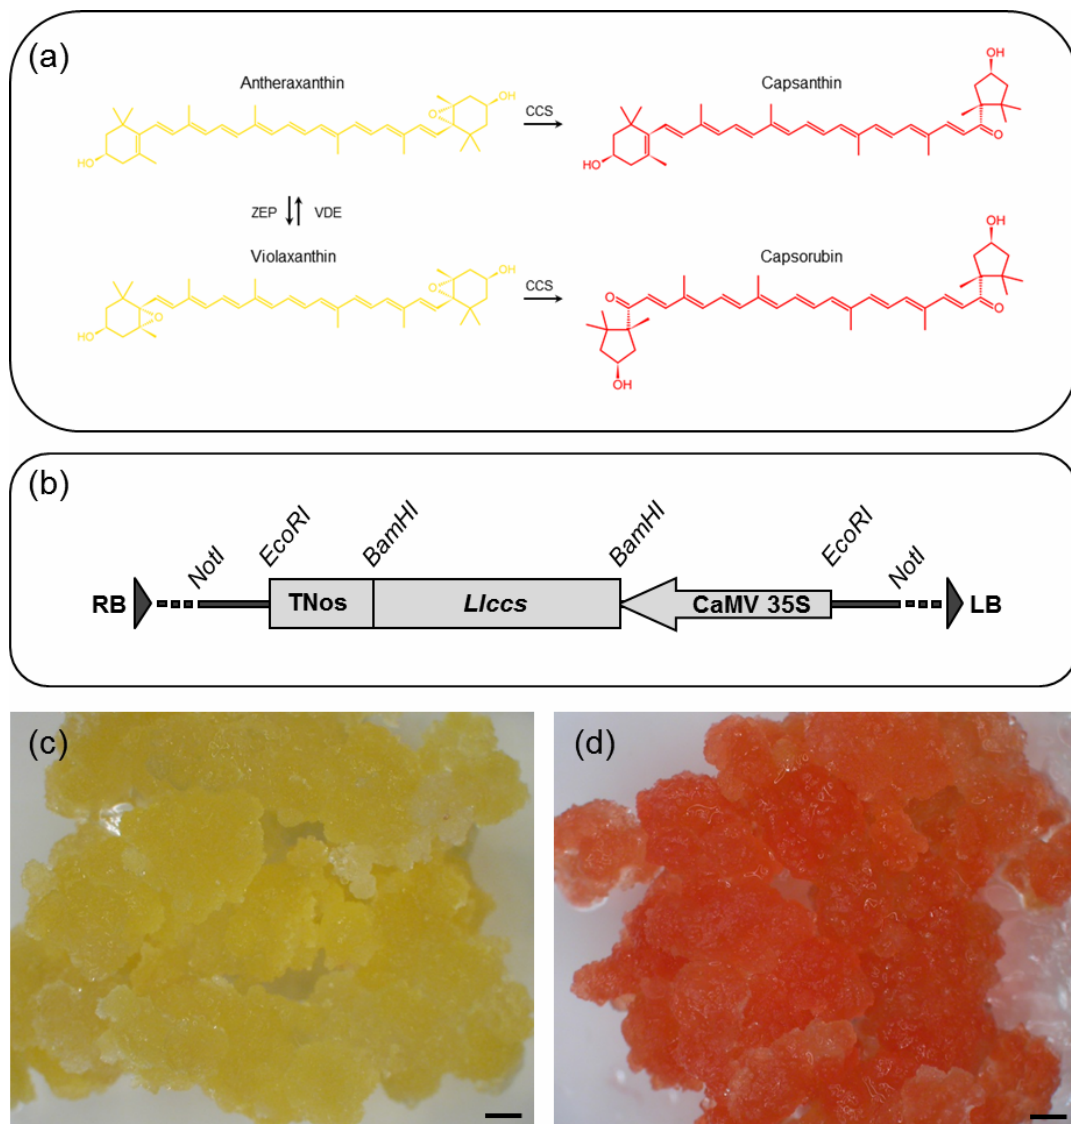 (a)
Antheraxanthin
Capsanthin
OH
OH
O
CCS
O
HO
HO
ZEP
VDE
Violaxanthin
Capsorubin
OH
OH
O
CCS
O
O
O
HO
OH
(b)
NotI
EcoRI
BamHI
BamHI
EcoRI
NotI
RB
TNos
Llccs
CaMV 35S
LB
(c)
(d)